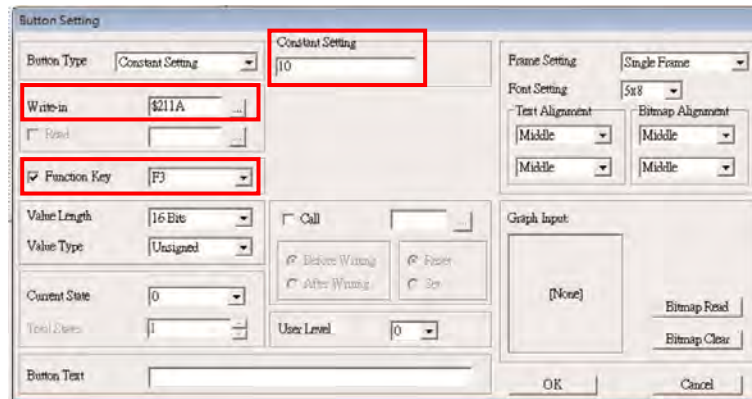 Button Setting
Button Type Constant Setting
Constant Setting
10
Write-in $211A ...
Read ...
Function Key F3
Value Length 16 Bits
Value Type Unsigned
Current State 0
Total States 1
Call ...
Before Writing Reset
After Writing Set
User Level 0
Button Text
Frame Setting Single Frame
Font Setting 5x8
Text Alignment Bitmap Alignment
Middle Middle
Middle Middle
Graph Input:
[None]
Bitmap Read
Bitmap Clear
OK Cancel